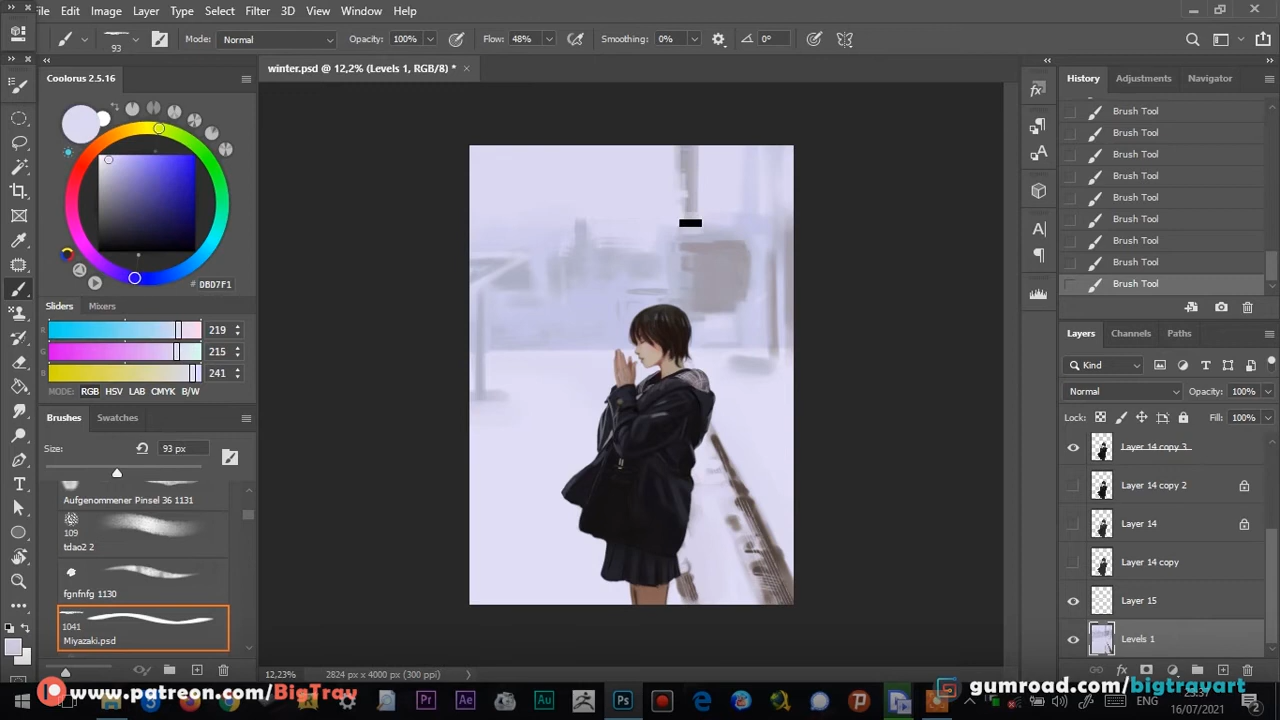 File Edit Image Layer Type Select Filter 3D View Window Help
93 Mode: Normal Opacity: 100% Flow: 48% Smoothing: 0% 0°
Coolorus 2.5.16
winter.psd @ 12,2% (Levels 1, RGB/8) *
# DBD7F1
Sliders Mixers
R 219
G 215
B 241
MODE: RGB HSV LAB CMYK B/W
Brushes Swatches
Size: 93 px
Aufgenommener Pinsel 36 1131
109
tdao2 2
fgnfnfg 1130
1041
Miyazaki.psd
12,23% 2824 px x 4000 px (300 ppi)
History Adjustments Navigator
Brush Tool
Brush Tool
Brush Tool
Brush Tool
Brush Tool
Brush Tool
Brush Tool
Brush Tool
Brush Tool
Layers Channels Paths
Kind
Normal Opacity: 100%
Lock: Fill: 100%
Layer 14 copy 3
Layer 14 copy 2
Layer 14
Layer 14 copy
Layer 15
Levels 1
www.patreon.com/BigTrav
gumroad.com/bigtravart
ENG
16/07/2021